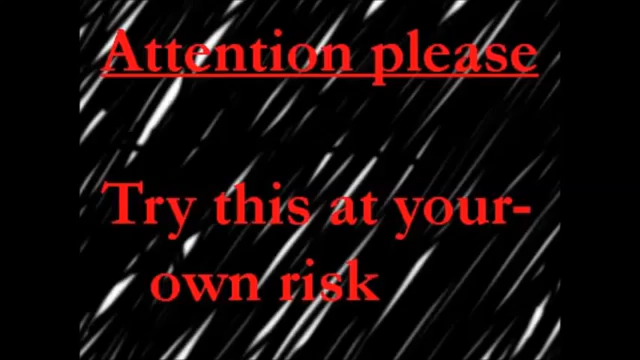 Attention please
Try this at your-
own risk